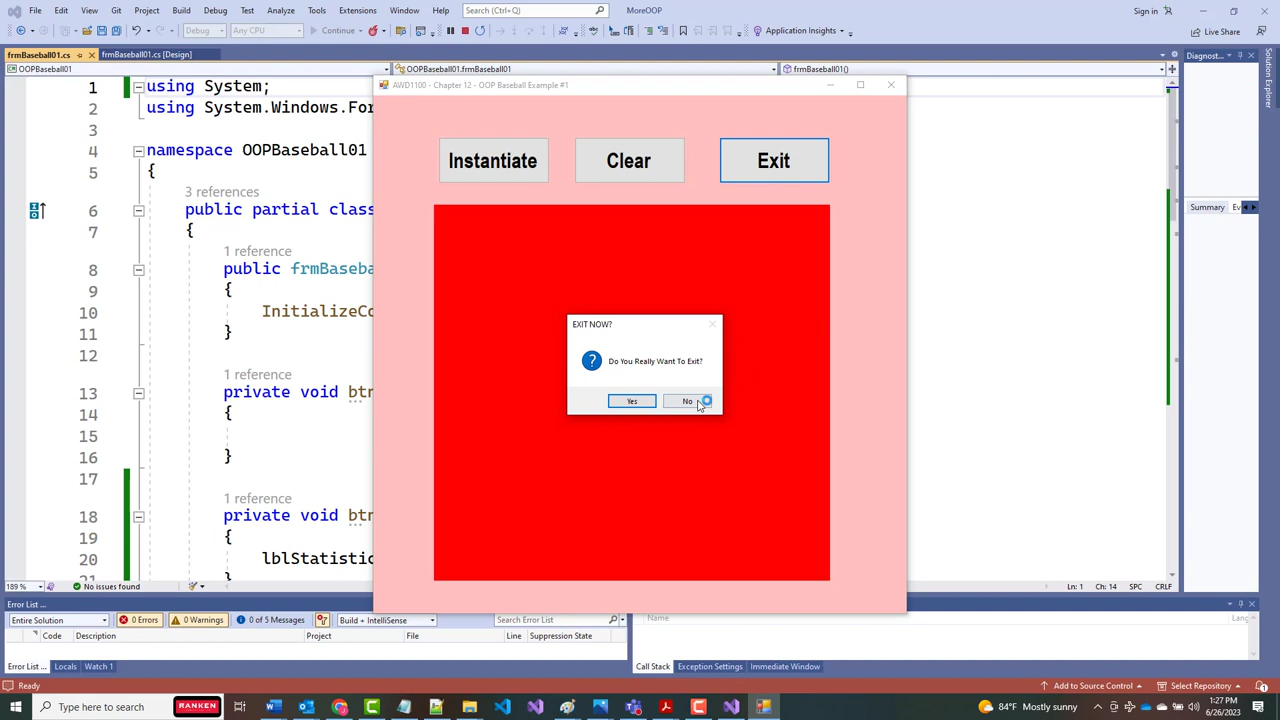 File Edit View Git Project Build Debug Test Analyze Tools Extensions Window Help Search (Ctrl+Q) MoreOOP Sign in
Debug Any CPU Continue Application Insights Live Share
frmBaseball01.cs frmBaseball01.cs [Design] Diagnost...
OOPBaseball01 OOPBaseball01.frmBaseball01 frmBaseball01()
AWD1100 - Chapter 12 - OOP Baseball Example #1
1 using System;
2 using System.Windows.For
3
4 namespace OOPBaseball01
5 {
3 references
6 public partial class
7 {
1 reference
8 public frmBaseba
9 {
10 InitializeCo
11 }
12
1 reference
13 private void btn
14 {
15
16 }
17
1 reference
18 private void btn
19 {
20 lblStatistic
21 }
Instantiate Clear Exit
EXIT NOW?
Do You Really Want To Exit?
Yes No
Solution Explorer
Summary Ev
189 % No issues found Ln: 1 Ch: 14 SPC CRLF
Error List ...
Entire Solution 0 Errors 0 Warnings 0 of 5 Messages Build + IntelliSense Search Error List
Code Description Project File Line Suppression State
Name Lang
Error List ... Locals Watch 1 Call Stack Exception Settings Immediate Window
Ready Add to Source Control Select Repository
Type here to search RANKEN 84°F Mostly sunny 1:27 PM
6/26/2023